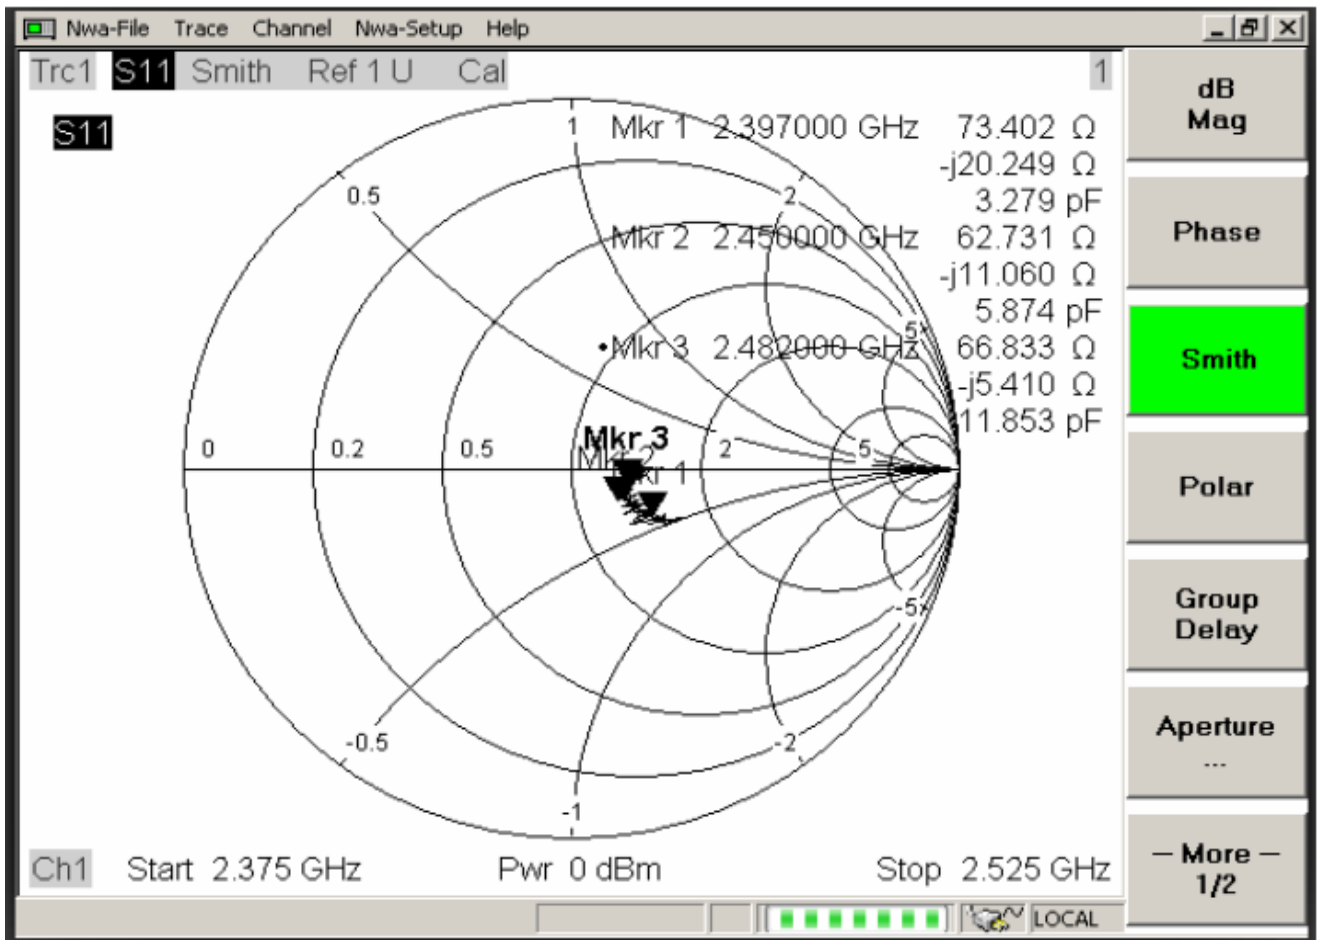 Nwa-File Trace Channel Nwa-Setup Help
Trc1 S11 Smith Ref 1 U Cal 1
S11
Mkr 1 2.397000 GHz 73.402 Ω
-j20.249 Ω
3.279 pF
Mkr 2 2.450000 GHz 62.731 Ω
-j11.060 Ω
5.874 pF
•Mkr 3 2.482000 GHz 66.833 Ω
-j5.410 Ω
11.853 pF
1
0.5
2
5
Mkr 3
Mkr 2
Mkr 1
0 0.2 0.5 2 5
-5
-0.5
-2
-1
Ch1 Start 2.375 GHz Pwr 0 dBm Stop 2.525 GHz
dB
Mag
Phase
Smith
Polar
Group
Delay
Aperture
...
— More —
1/2
LOCAL